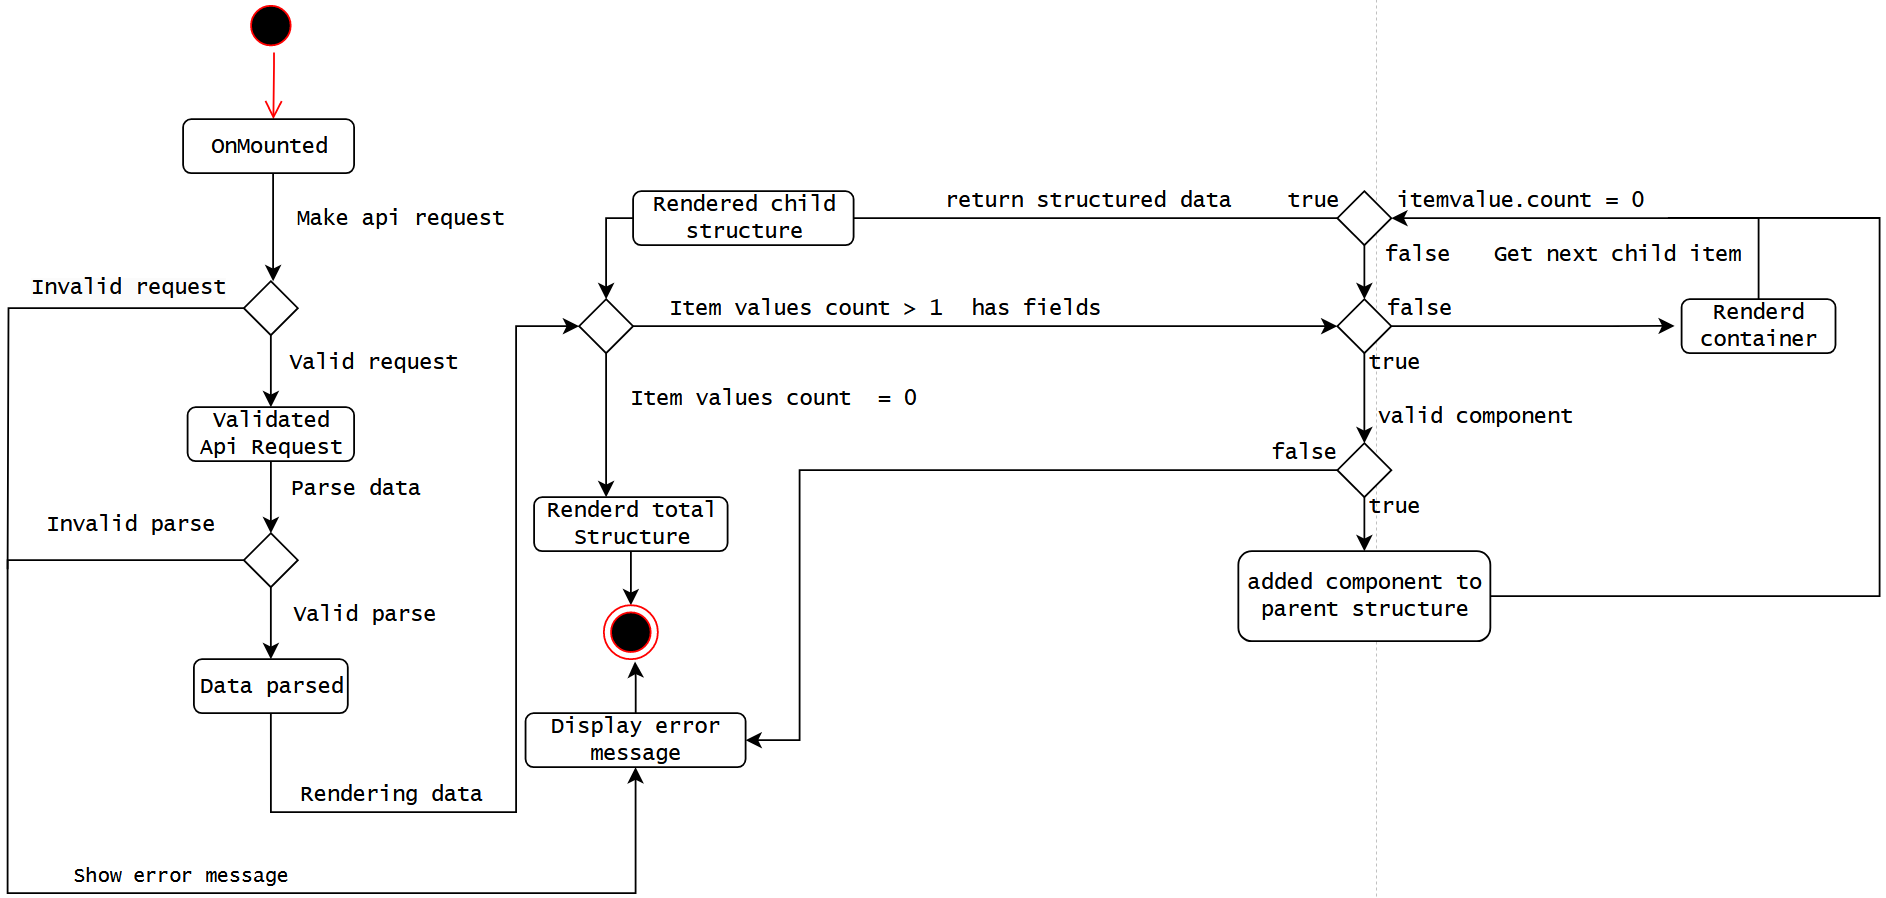 OnMounted
Make api request
Invalid request
Valid request
Validated
Api Request
Parse data
Invalid parse
Valid parse
Data parsed
Rendering data
Show error message
Rendered child
structure
return structured data
true
itemvalue.count = 0
false
Get next child item
Item values count > 1 has fields
false
Renderd
container
true
Item values count = 0
valid component
false
true
Renderd total
Structure
added component to
parent structure
Display error
message